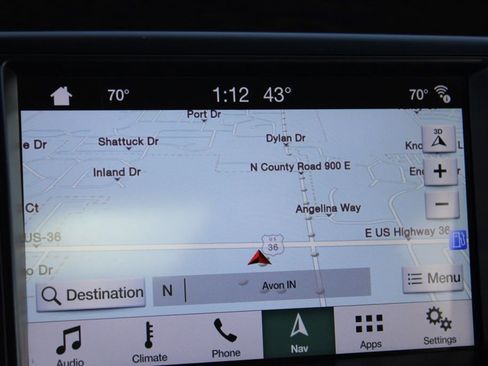 70° 1:12 43° 70°
Port Dr
Shattuck Dr
Dylan Dr
3D
e Dr
Kno
Inland Dr
N County Road 900 E
+
Ct
Angelina Way
−
US-36
U S
36
E US Highway 36
o Dr
Destination
N
Avon IN
Menu
Audio
Climate
Phone
Nav
Apps
Settings